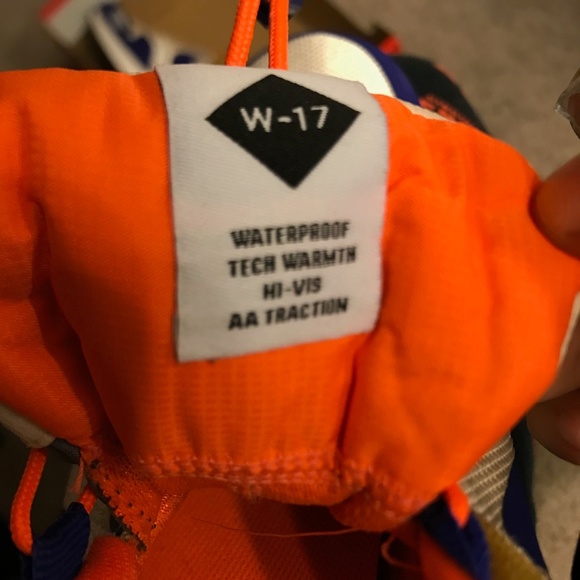 W-17
WATERPROOF
TECH WARMTH
HI-VIS
AA TRACTION